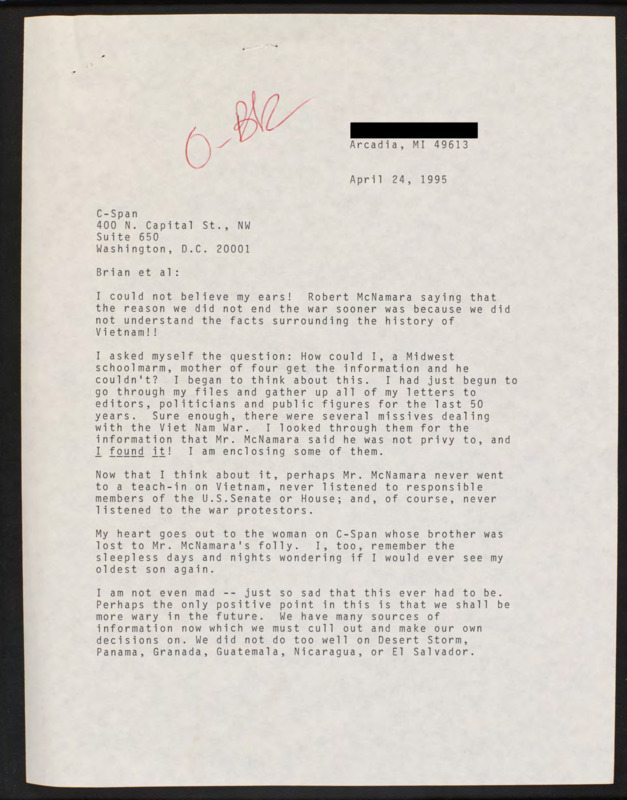 O-Bk
Arcadia, MI 49613
April 24, 1995
C-Span
400 N. Capital St., NW
Suite 650
Washington, D.C. 20001
Brian et al:
I could not believe my ears!  Robert McNamara saying that
the reason we did not end the war sooner was because we did
not understand the facts surrounding the history of
Vietnam!!
I asked myself the question: How could I, a Midwest
schoolmarm, mother of four get the information and he
couldn't?  I began to think about this.  I had just begun to
go through my files and gather up all of my letters to
editors, politicians and public figures for the last 50
years.  Sure enough, there were several missives dealing
with the Viet Nam War.  I looked through them for the
information that Mr. McNamara said he was not privy to, and
I found it!  I am enclosing some of them.
Now that I think about it, perhaps Mr. McNamara never went
to a teach-in on Vietnam, never listened to responsible
members of the U.S.Senate or House; and, of course, never
listened to the war protestors.
My heart goes out to the woman on C-Span whose brother was
lost to Mr. McNamara's folly.  I, too, remember the
sleepless days and nights wondering if I would ever see my
oldest son again.
I am not even mad -- just so sad that this ever had to be.
Perhaps the only positive point in this is that we shall be
more wary in the future.  We have many sources of
information now which we must cull out and make our own
decisions on. We did not do too well on Desert Storm,
Panama, Granada, Guatemala, Nicaragua, or El Salvador.